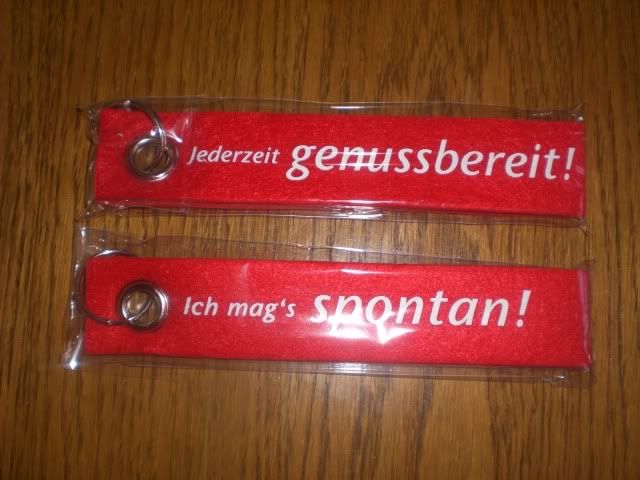 Jederzeit genussbereit!
Ich mag's spontan!